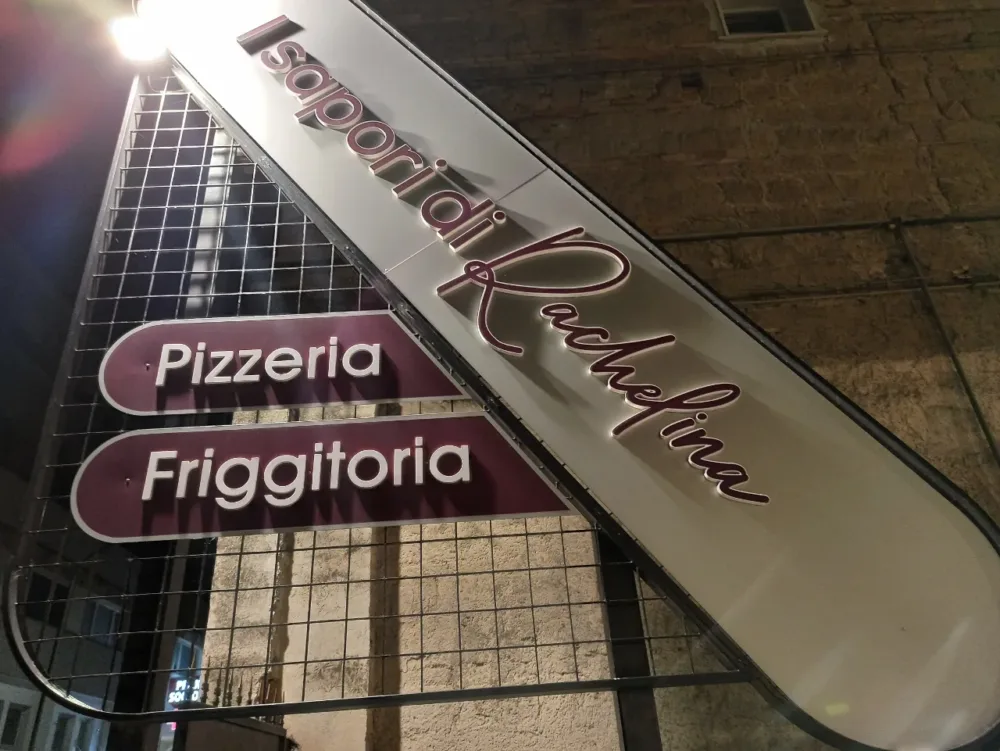 I sapori di Rachelina
Pizzeria
Friggitoria